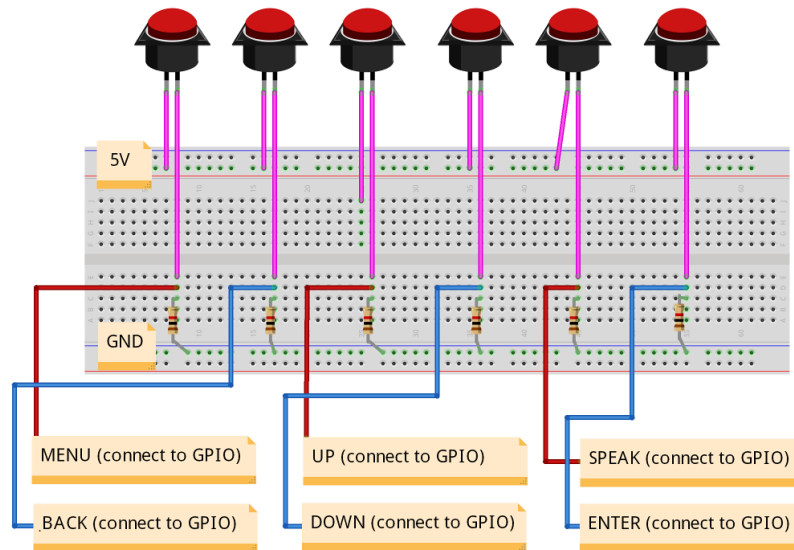 5V
GND
MENU (connect to GPIO)
UP (connect to GPIO)
SPEAK (connect to GPIO)
.BACK (connect to GPIO)
DOWN (connect to GPIO)
ENTER (connect to GPIO)